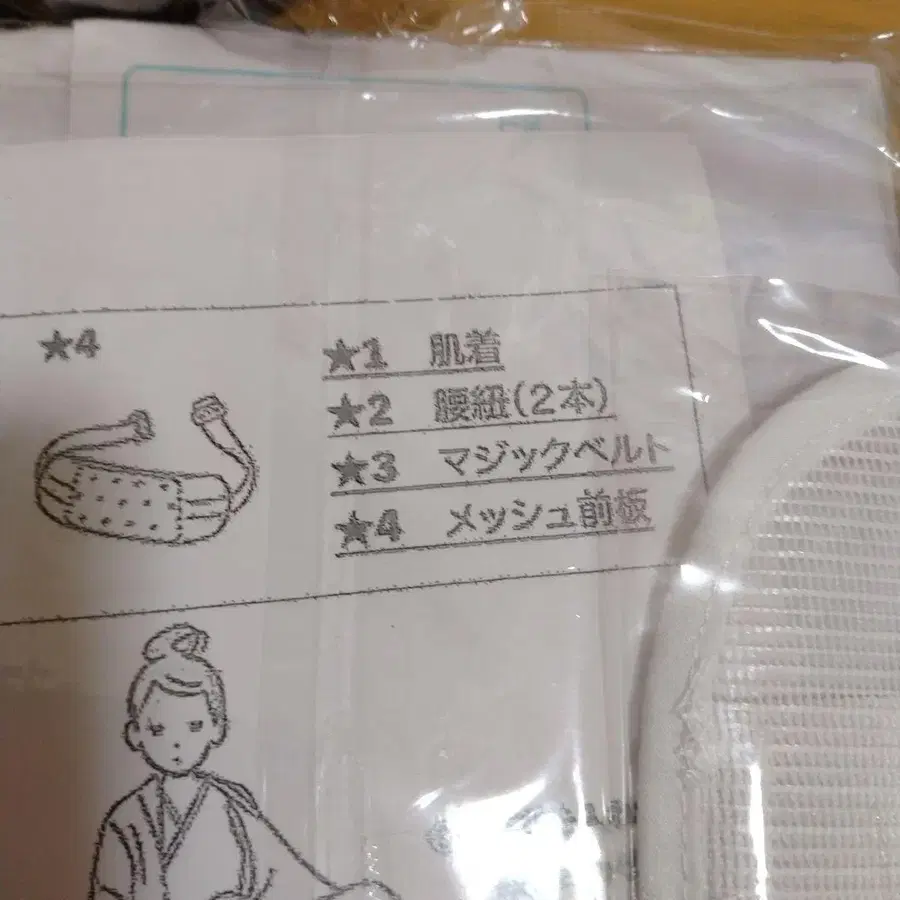 ★4
★1 肌着
★2 腰紐(2本)
★3 マジックベルト
★4 メッシュ前板